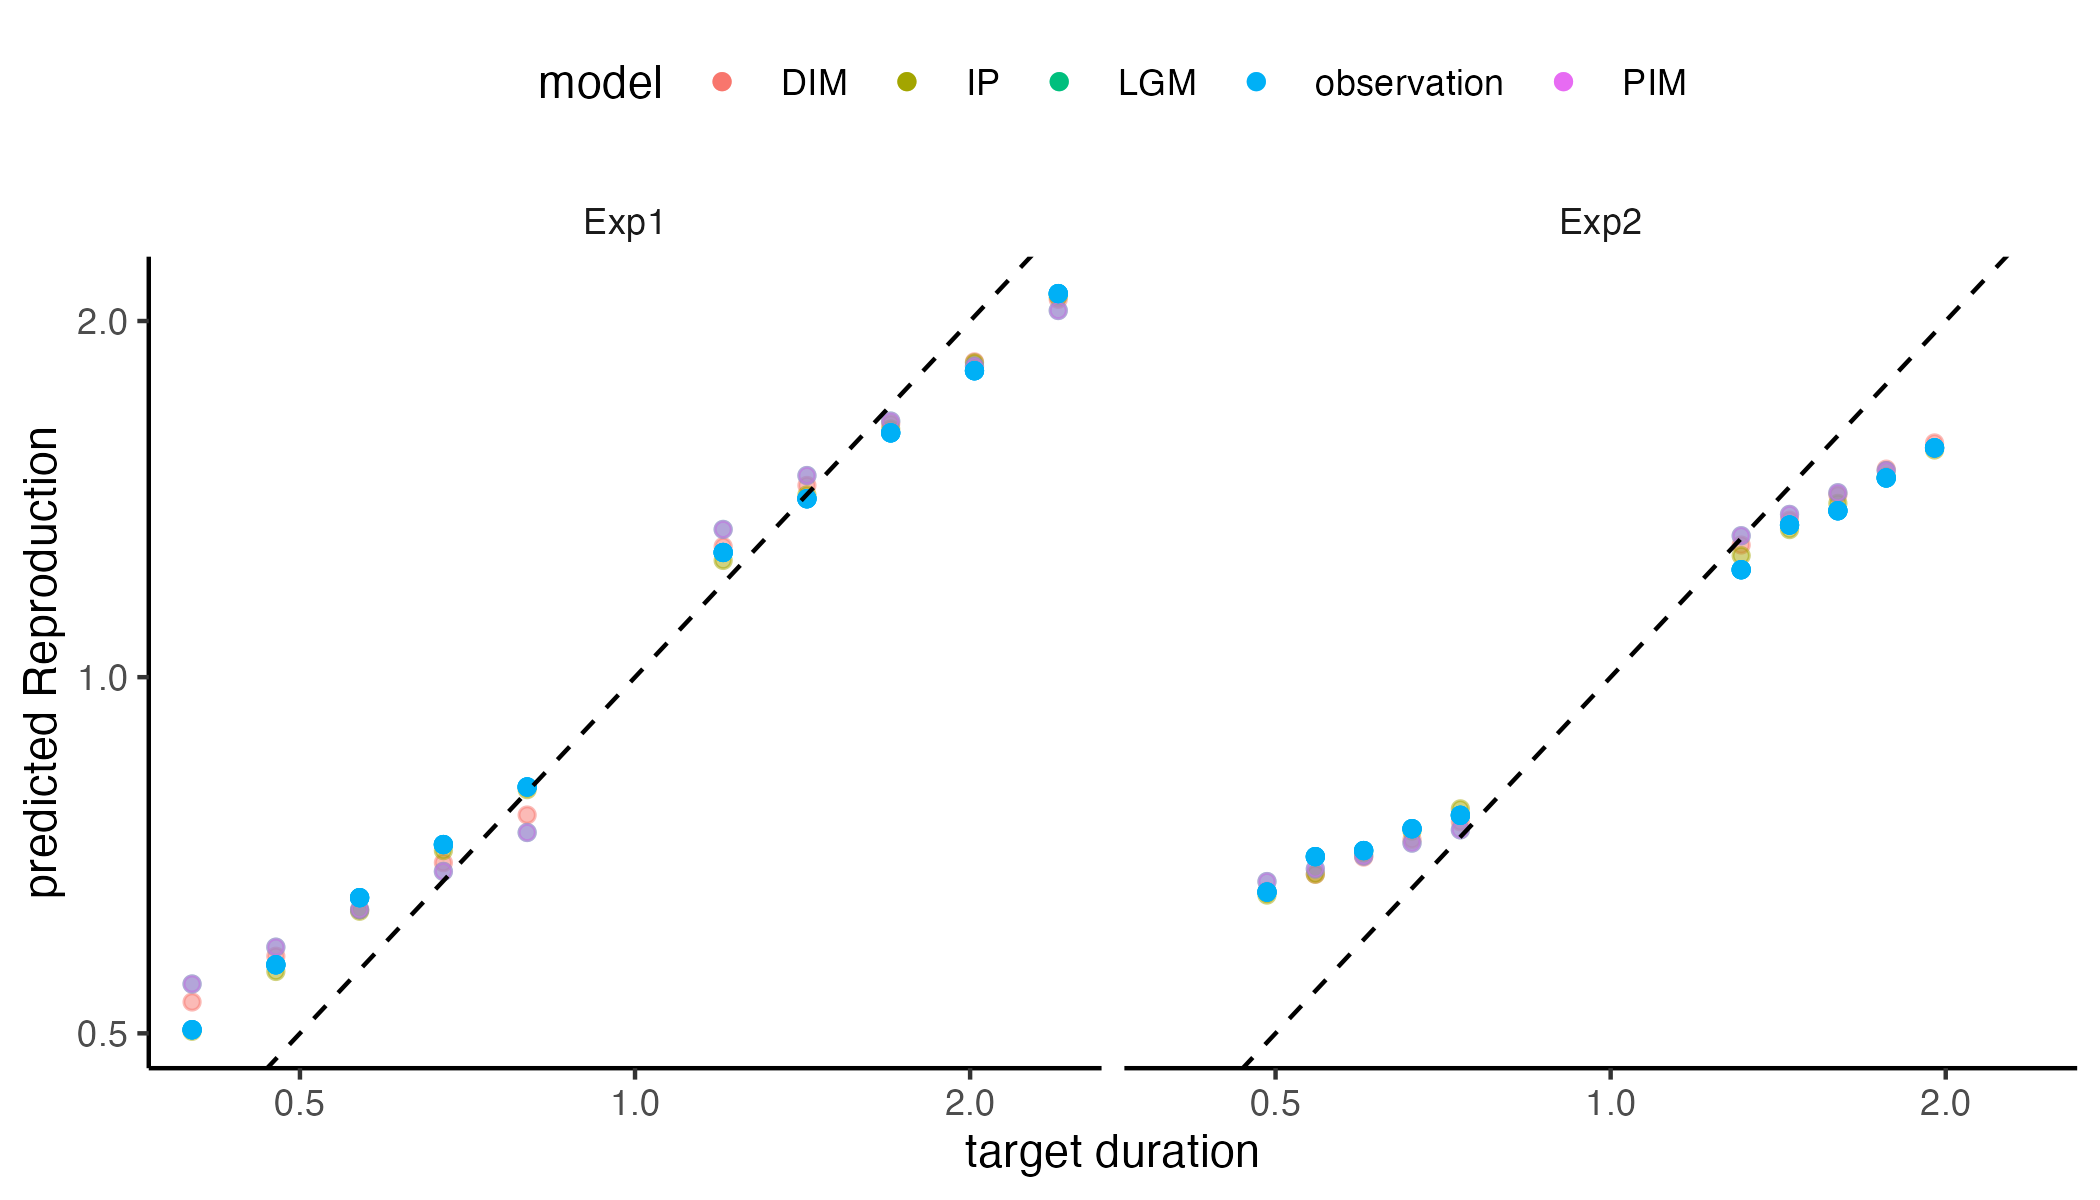 model DIM IP LGM observation PIM
Exp1 Exp2
predicted Reproduction
2.0
1.0
0.5
0.5 1.0 2.0 0.5 1.0 2.0
target duration